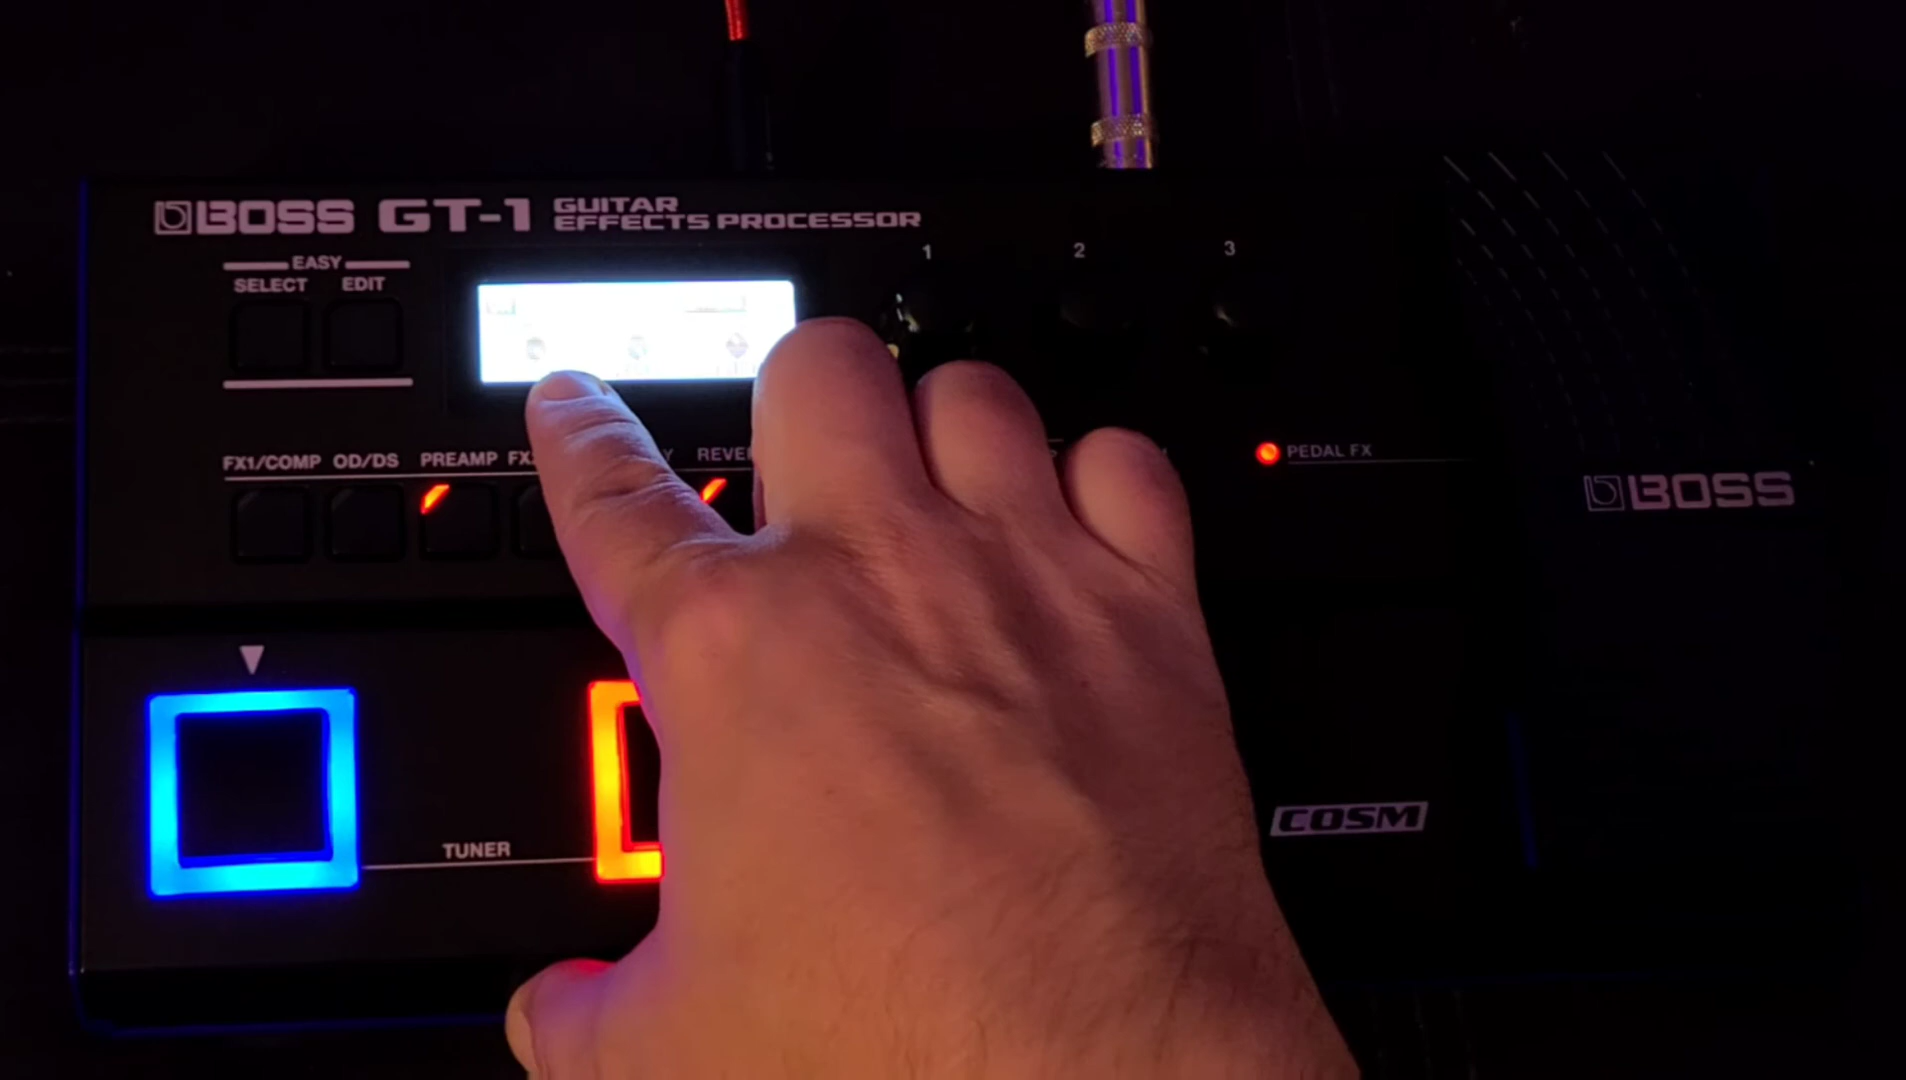 BOSS GT-1 GUITAR EFFECTS PROCESSOR
EASY
SELECT EDIT
1 2 3
FX1/COMP OD/DS PREAMP
PEDAL FX
BOSS
TUNER
COSM